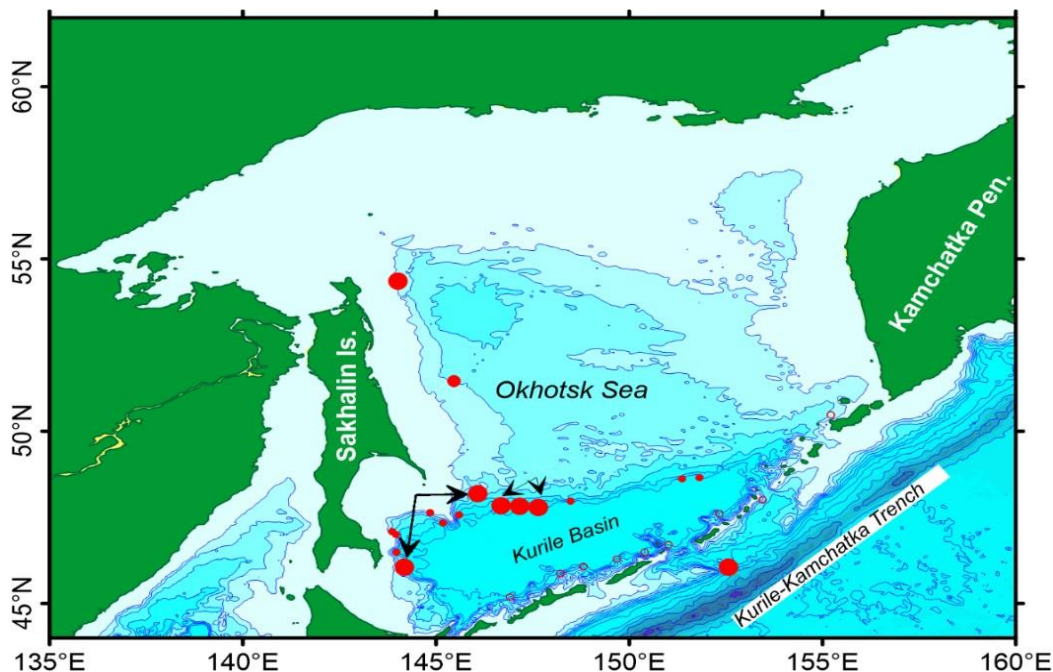 60°N
55°N
50°N
45°N
Kamchatka Pen.
Sakhalin Is.
Okhotsk Sea
Kurile Basin
Kurile-Kamchatka Trench
135°E
140°E
145°E
150°E
155°E
160°E